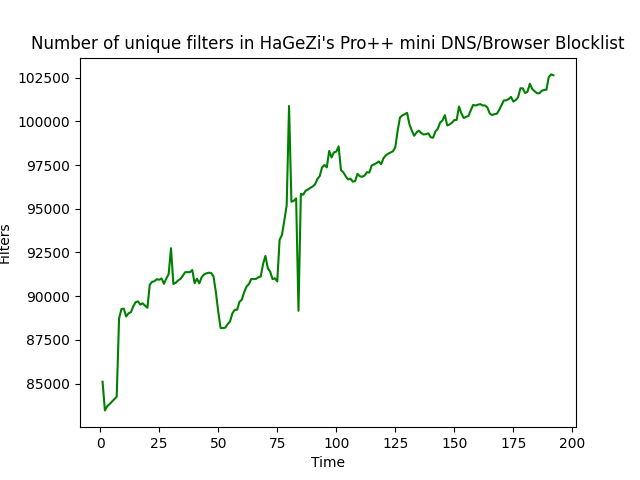 Number of unique filters in HaGeZi's Pro++ mini DNS/Browser Blocklist
102500
100000
97500
95000
92500
90000
87500
85000
Filters
0 25 50 75 100 125 150 175 200
Time